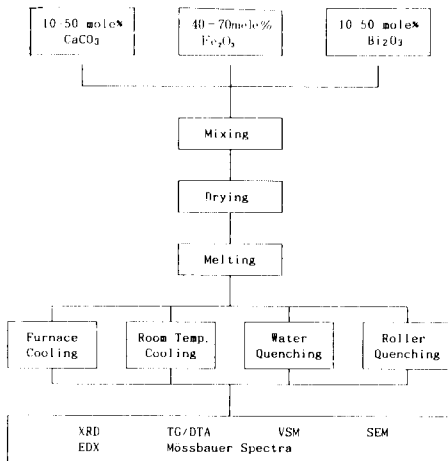 10-50 mole%
CaCO₃
40-70mole%
Fe₂O₃
10-50 mole%
Bi₂O₃
Mixing
Drying
Melting
Furnace
Cooling
Room Temp.
Cooling
Water
Quenching
Roller
Quenching
XRD TG/DTA VSM SEM
EDX Mössbauer Spectra